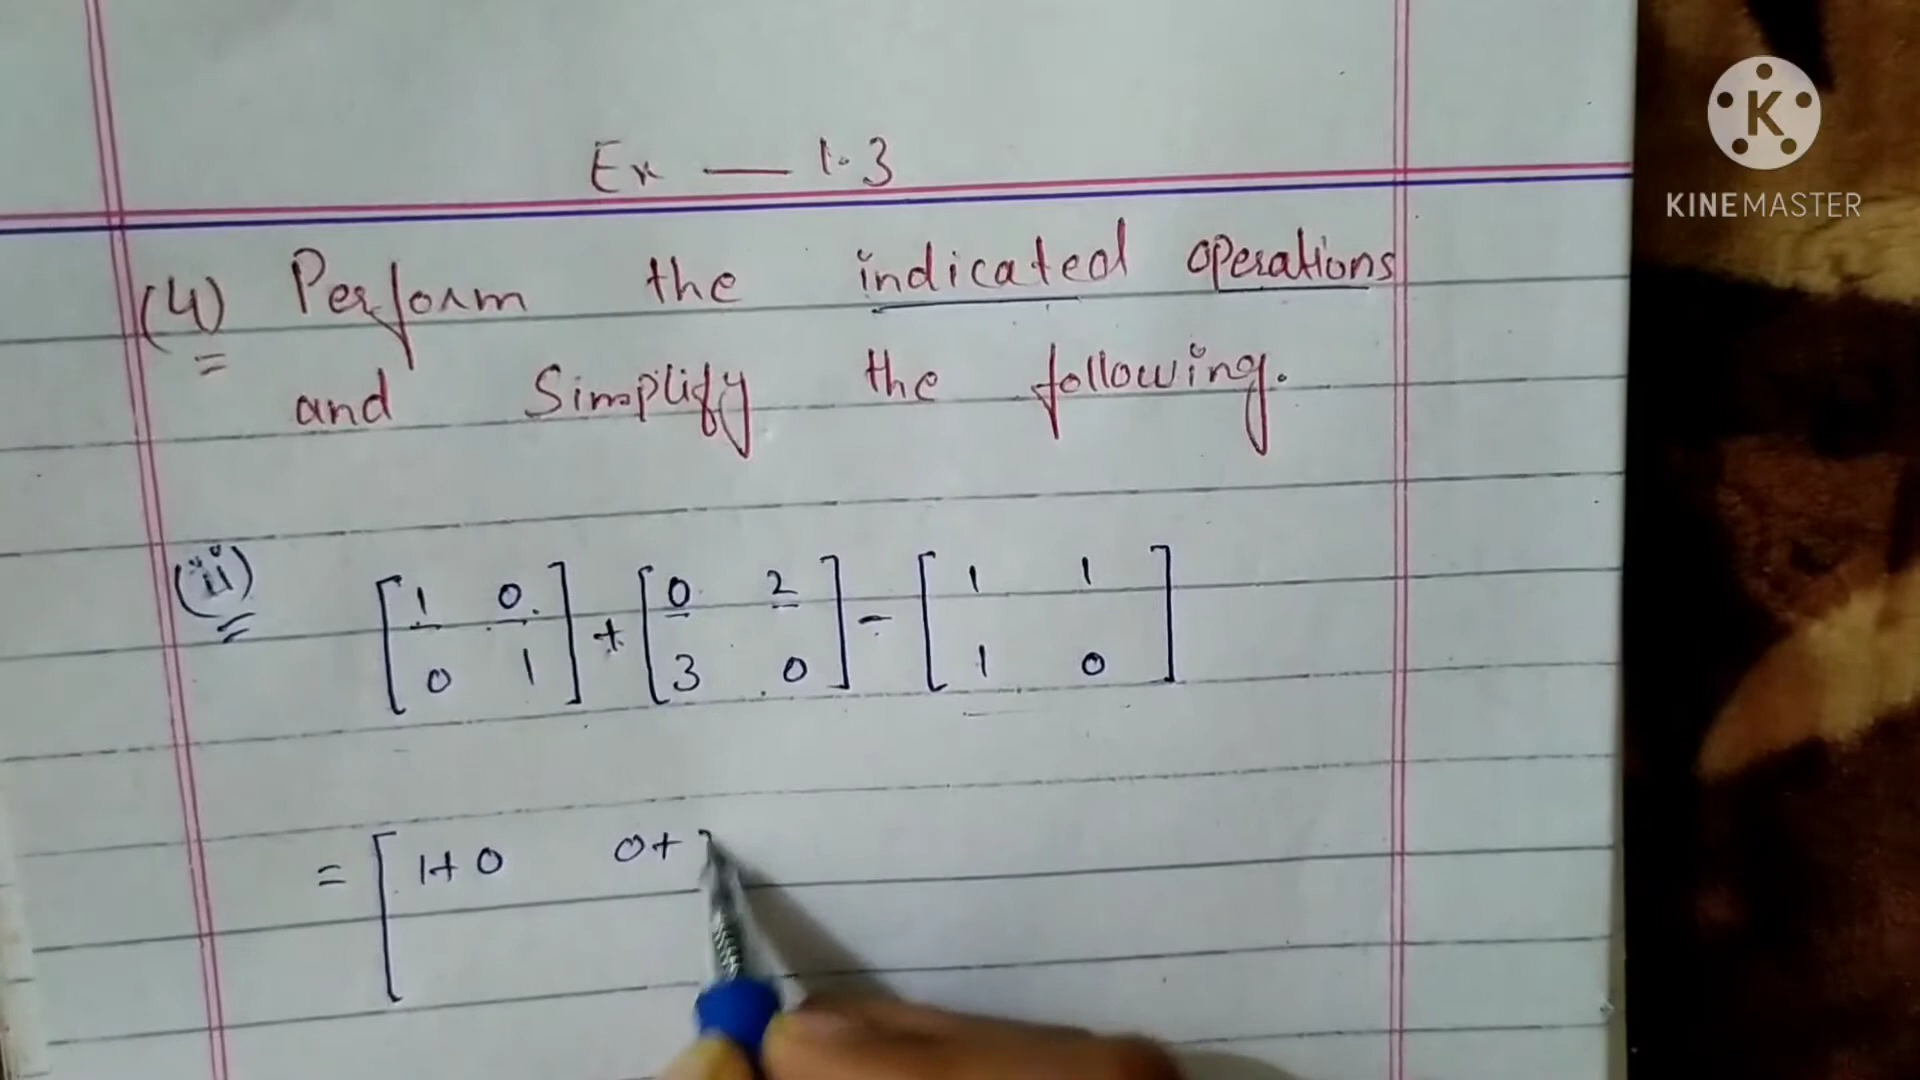 Ex — 1.3
(4) Perform the indicated operations
and Simplify the following.
(ii) [1 0 + [0 2 - [1 1
0 1] 3 0] 1 0]
= [1+0 0+
K
KINEMASTER